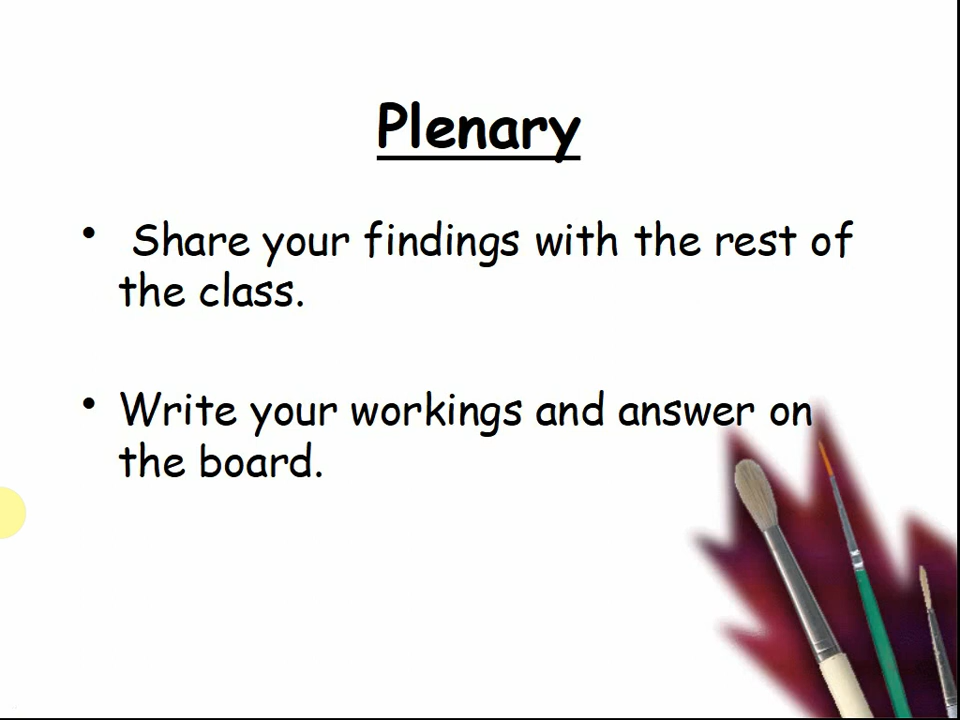 Plenary
• Share your findings with the rest of
the class.
• Write your workings and answer on
the board.